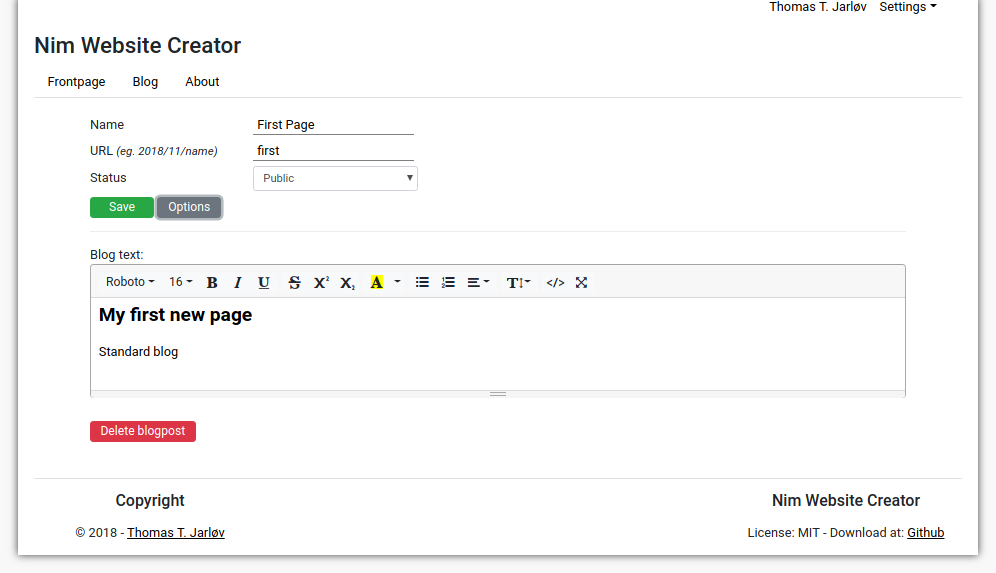 Thomas T. Jarløv Settings
Nim Website Creator
Frontpage Blog About
Name First Page
URL (eg. 2018/11/name) first
Status Public
Save Options
Blog text:
Roboto 16 B I U S X² X₂ A T </>
My first new page
Standard blog
Delete blogpost
Copyright Nim Website Creator
© 2018 - Thomas T. Jarløv License: MIT - Download at: Github